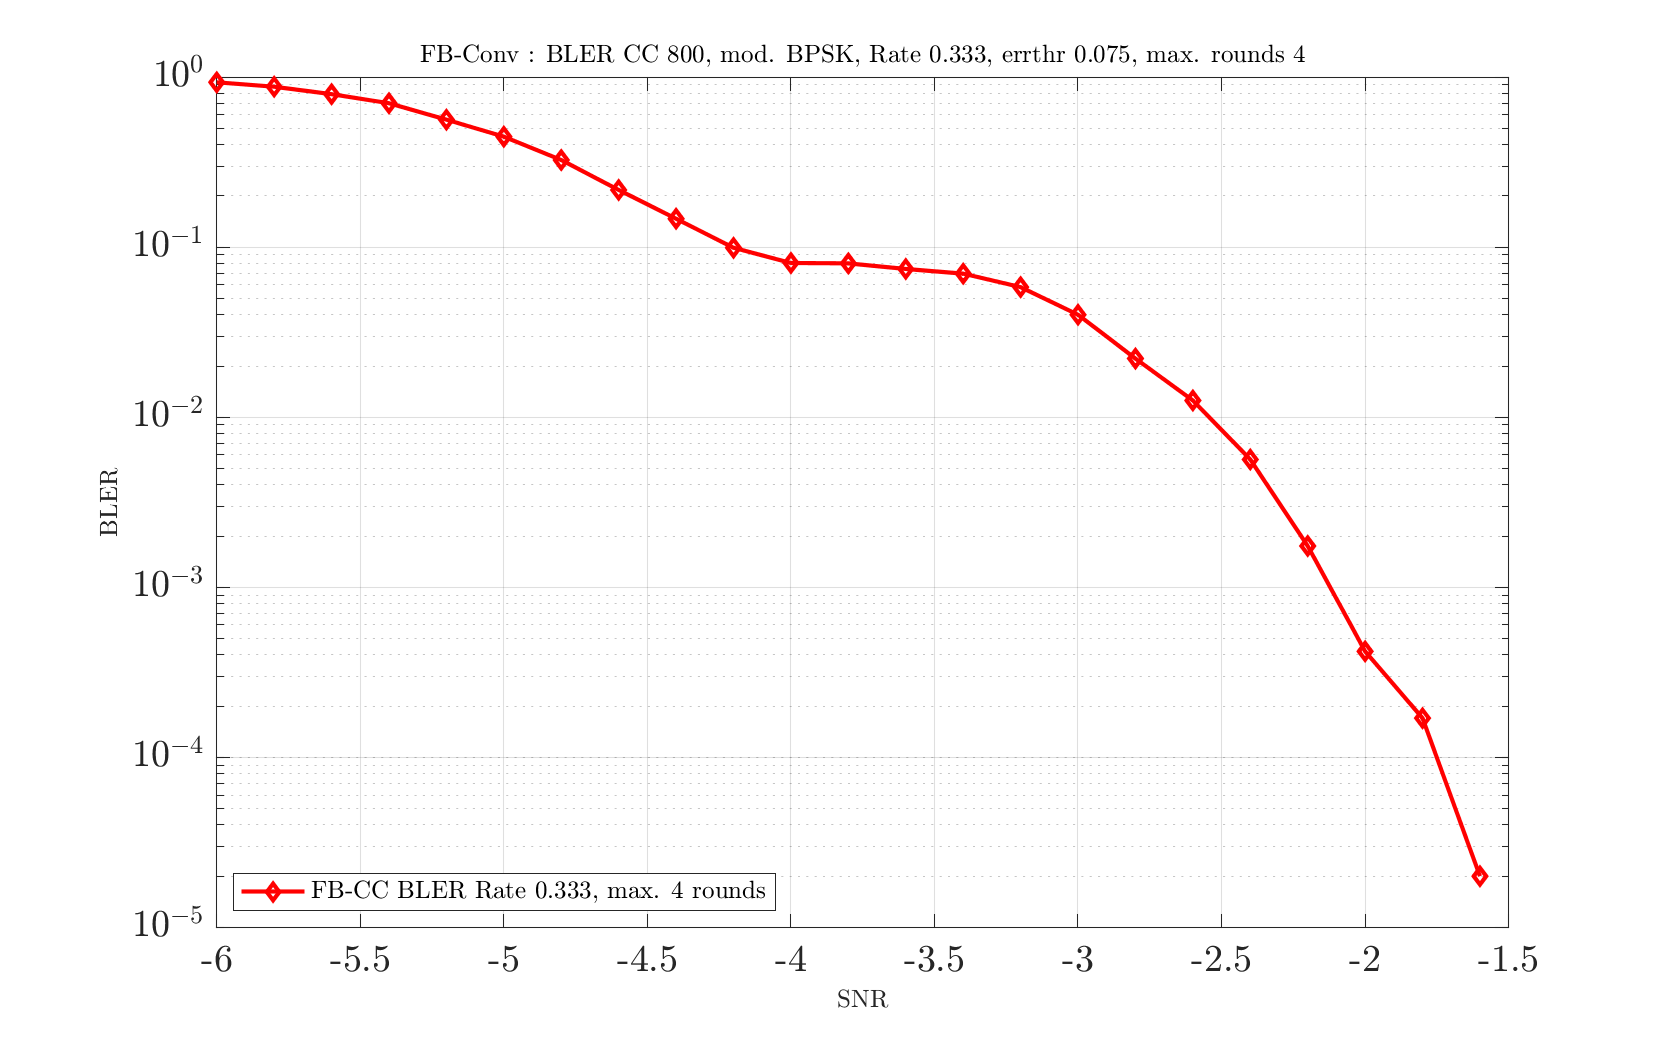 FB-Conv : BLER CC 800, mod. BPSK, Rate 0.333, errthr 0.075, max. rounds 4
10^0
10^-1
10^-2
10^-3
10^-4
10^-5
BLER
FB-CC BLER Rate 0.333, max. 4 rounds
-6 -5.5 -5 -4.5 -4 -3.5 -3 -2.5 -2 -1.5
SNR